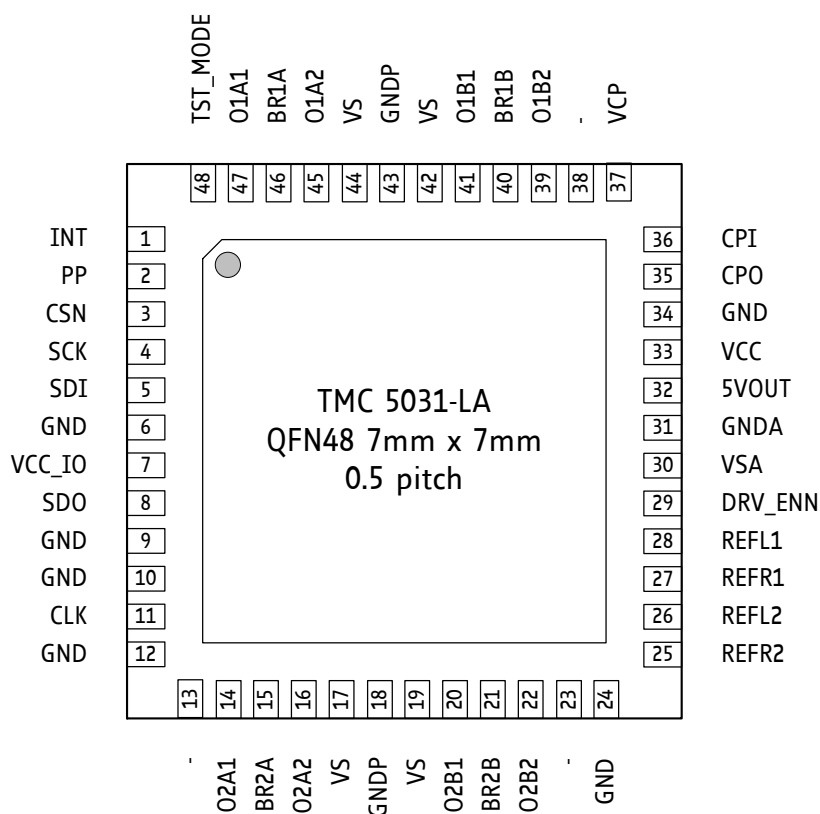 TST_MODE O1A1 BR1A O1A2 VS GNDP VS O1B1 BR1B O1B2 - VCP
48 47 46 45 44 43 42 41 40 39 38 37
INT 1 36 CPI
PP 2 35 CPO
CSN 3 34 GND
SCK 4 33 VCC
SDI 5 32 5VOUT
GND 6 31 GNDA
VCC_IO 7 30 VSA
SDO 8 29 DRV_ENN
GND 9 28 REFL1
GND 10 27 REFR1
CLK 11 26 REFL2
GND 12 25 REFR2
TMC 5031-LA
QFN48 7mm x 7mm
0.5 pitch
13 14 15 16 17 18 19 20 21 22 23 24
- O2A1 BR2A O2A2 VS GNDP VS O2B1 BR2B O2B2 - GND